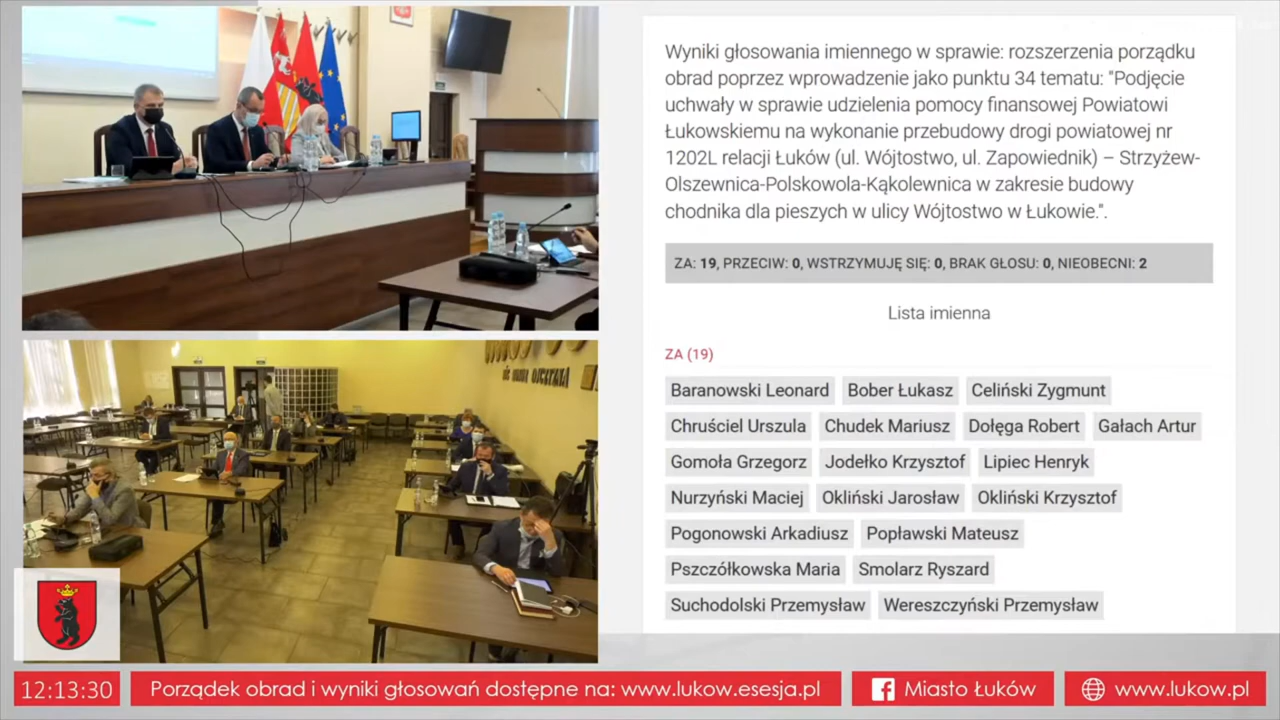 Wyniki głosowania imiennego w sprawie: rozszerzenia porządku
obrad poprzez wprowadzenie jako punktu 34 tematu: "Podjęcie
uchwały w sprawie udzielenia pomocy finansowej Powiatowi
Łukowskiemu na wykonanie przebudowy drogi powiatowej nr
1202L relacji Łuków (ul. Wójtostwo, ul. Zapowiednik) – Strzyżew-
Olszewnica-Polskowola-Kąkolewnica w zakresie budowy
chodnika dla pieszych w ulicy Wójtostwo w Łukowie.".
ZA: 19, PRZECIW: 0, WSTRZYMUJĘ SIĘ: 0, BRAK GŁOSU: 0, NIEOBECNI: 2
Lista imienna
ZA (19)
Baranowski Leonard Bober Łukasz Celiński Zygmunt
Chruściel Urszula Chudek Mariusz Dołęga Robert Gałach Artur
Gomoła Grzegorz Jodełko Krzysztof Lipiec Henryk
Nurzyński Maciej Okliński Jarosław Okliński Krzysztof
Pogonowski Arkadiusz Popławski Mateusz
Pszczółkowska Maria Smolarz Ryszard
Suchodolski Przemysław Wereszczyński Przemysław
12:13:30 Porządek obrad i wyniki głosowań dostępne na: www.lukow.esesja.pl Miasto Łuków www.lukow.pl